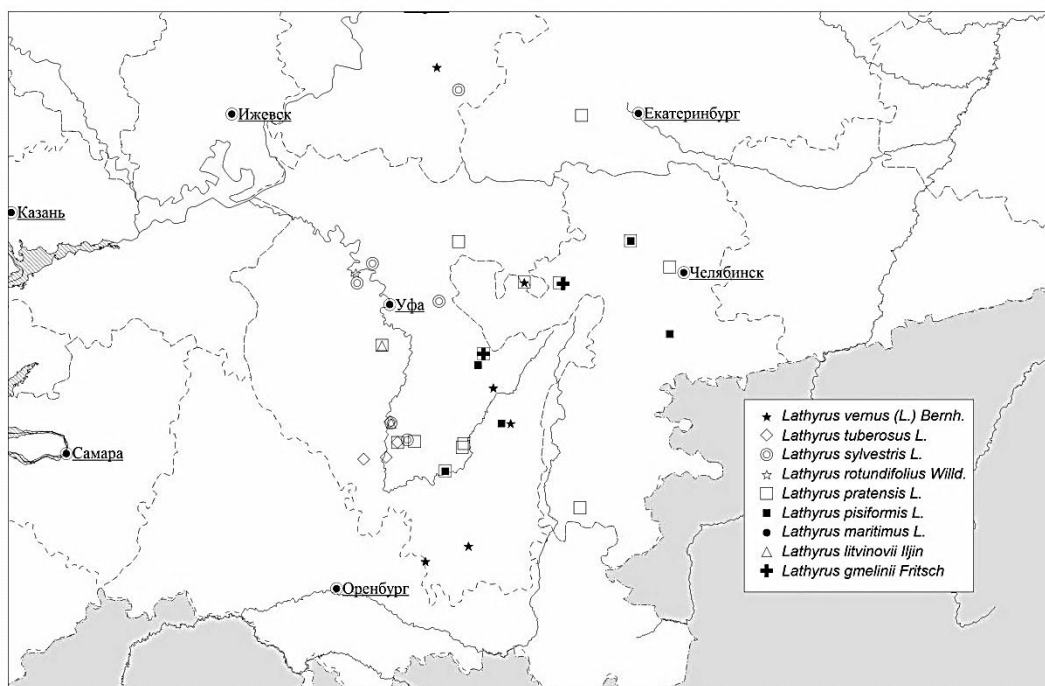 Ижевск
Екатеринбург
Казань
Челябинск
Уфа
Самара
Оренбург
Lathyrus vernus (L.) Bernh.
Lathyrus tuberosus L.
Lathyrus sylvestris L.
Lathyrus rotundifolius Willd.
Lathyrus pratensis L.
Lathyrus pisiformis L.
Lathyrus maritimus L.
Lathyrus litvinovii Iljin
Lathyrus gmelinii Fritsch